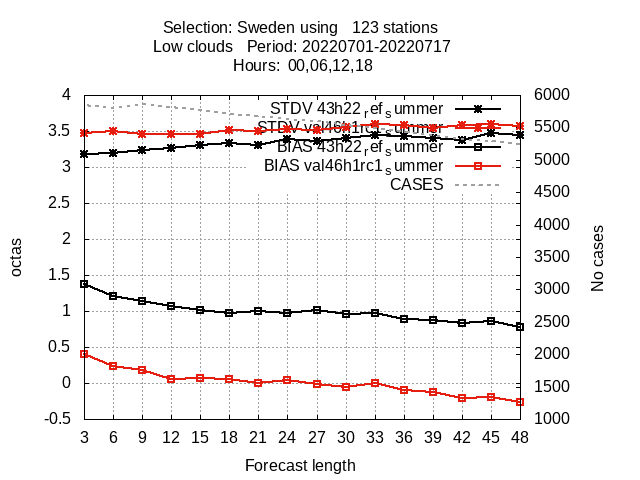 Selection: Sweden using   123 stations
Low clouds   Period: 20220701-20220717
Hours:  00,06,12,18
octas
No cases
4
3.5
3
2.5
2
1.5
1
0.5
0
-0.5
6000
5500
5000
4500
4000
3500
3000
2500
2000
1500
1000
STDV 43h22_ref_summer
STDV val46h1rc1_summer
BIAS 43h22_ref_summer
BIAS val46h1rc1_summer
CASES
3 6 9 12 15 18 21 24 27 30 33 36 39 42 45 48
Forecast length